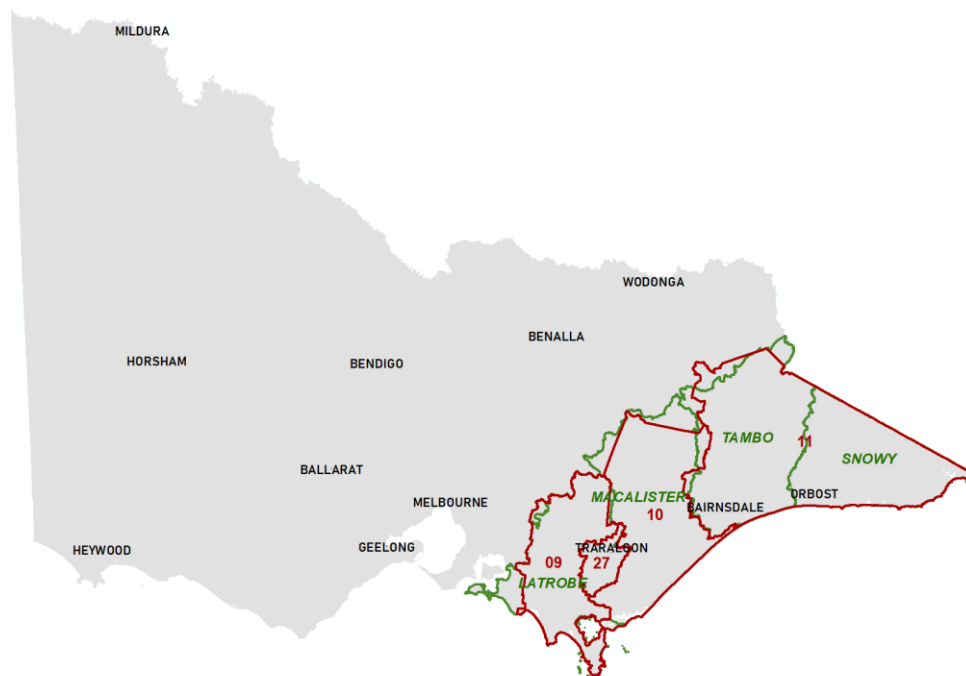 MILDURA
WODONGA
BENALLA
HORSHAM
BENDIGO
TAMBO
11
SNOWY
BALLARAT
MELBOURNE
MACALISTER
ORBOST
BAIRNSDALE
10
HEYWOOD
GEELONG
TRARALGON
09
27
LATROBE